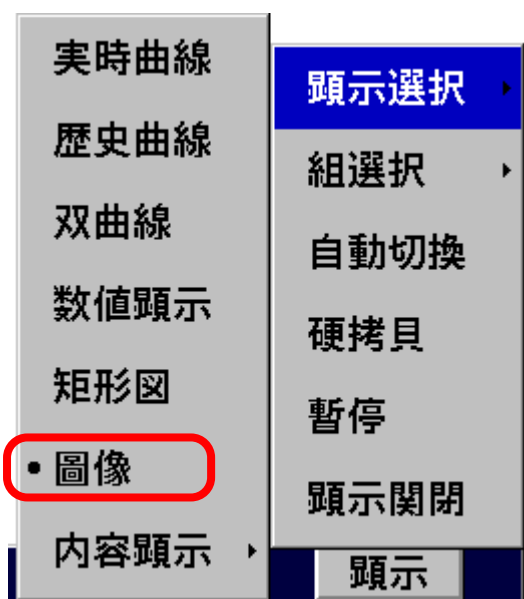 実時曲線
歴史曲線
双曲線
数値顕示
矩形図
圖像
内容顕示
顕示選択
組選択
自動切換
硬拷貝
暫停
顕示関閉
顕示